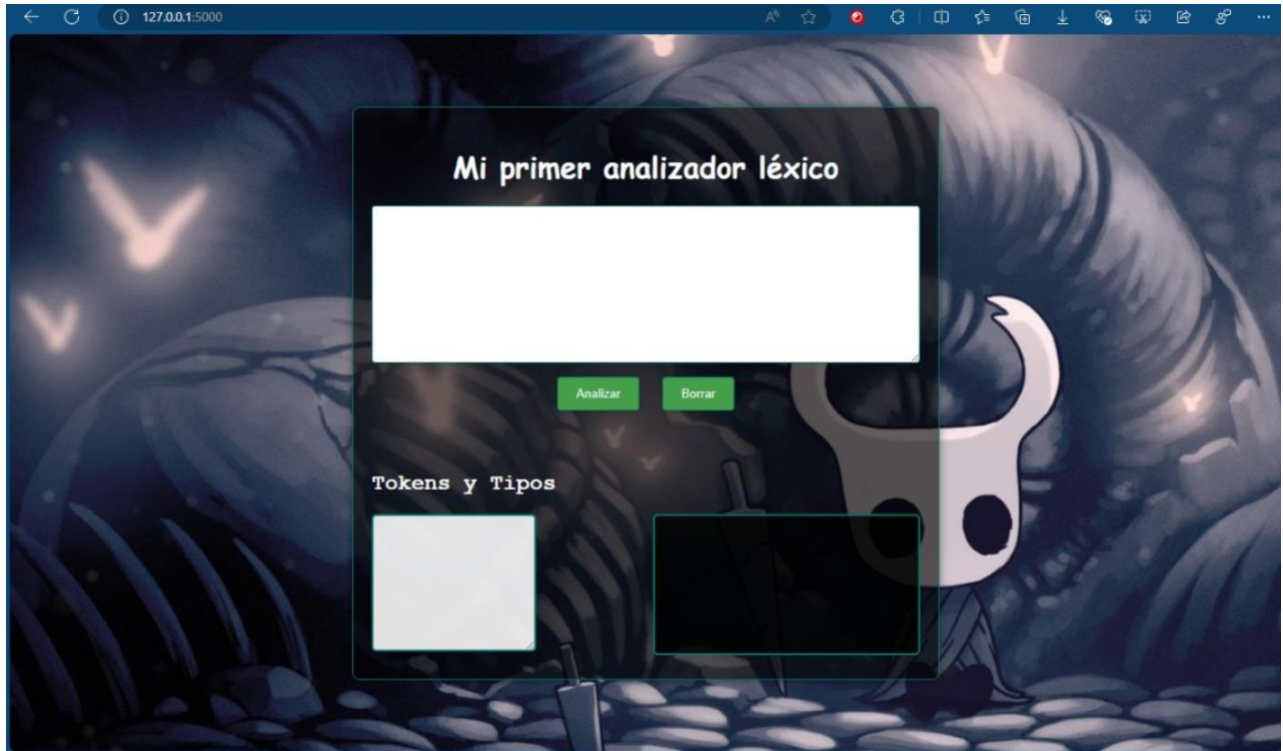 127.0.0.1:5000
Mi primer analizador léxico
Analizar
Borrar
Tokens y Tipos